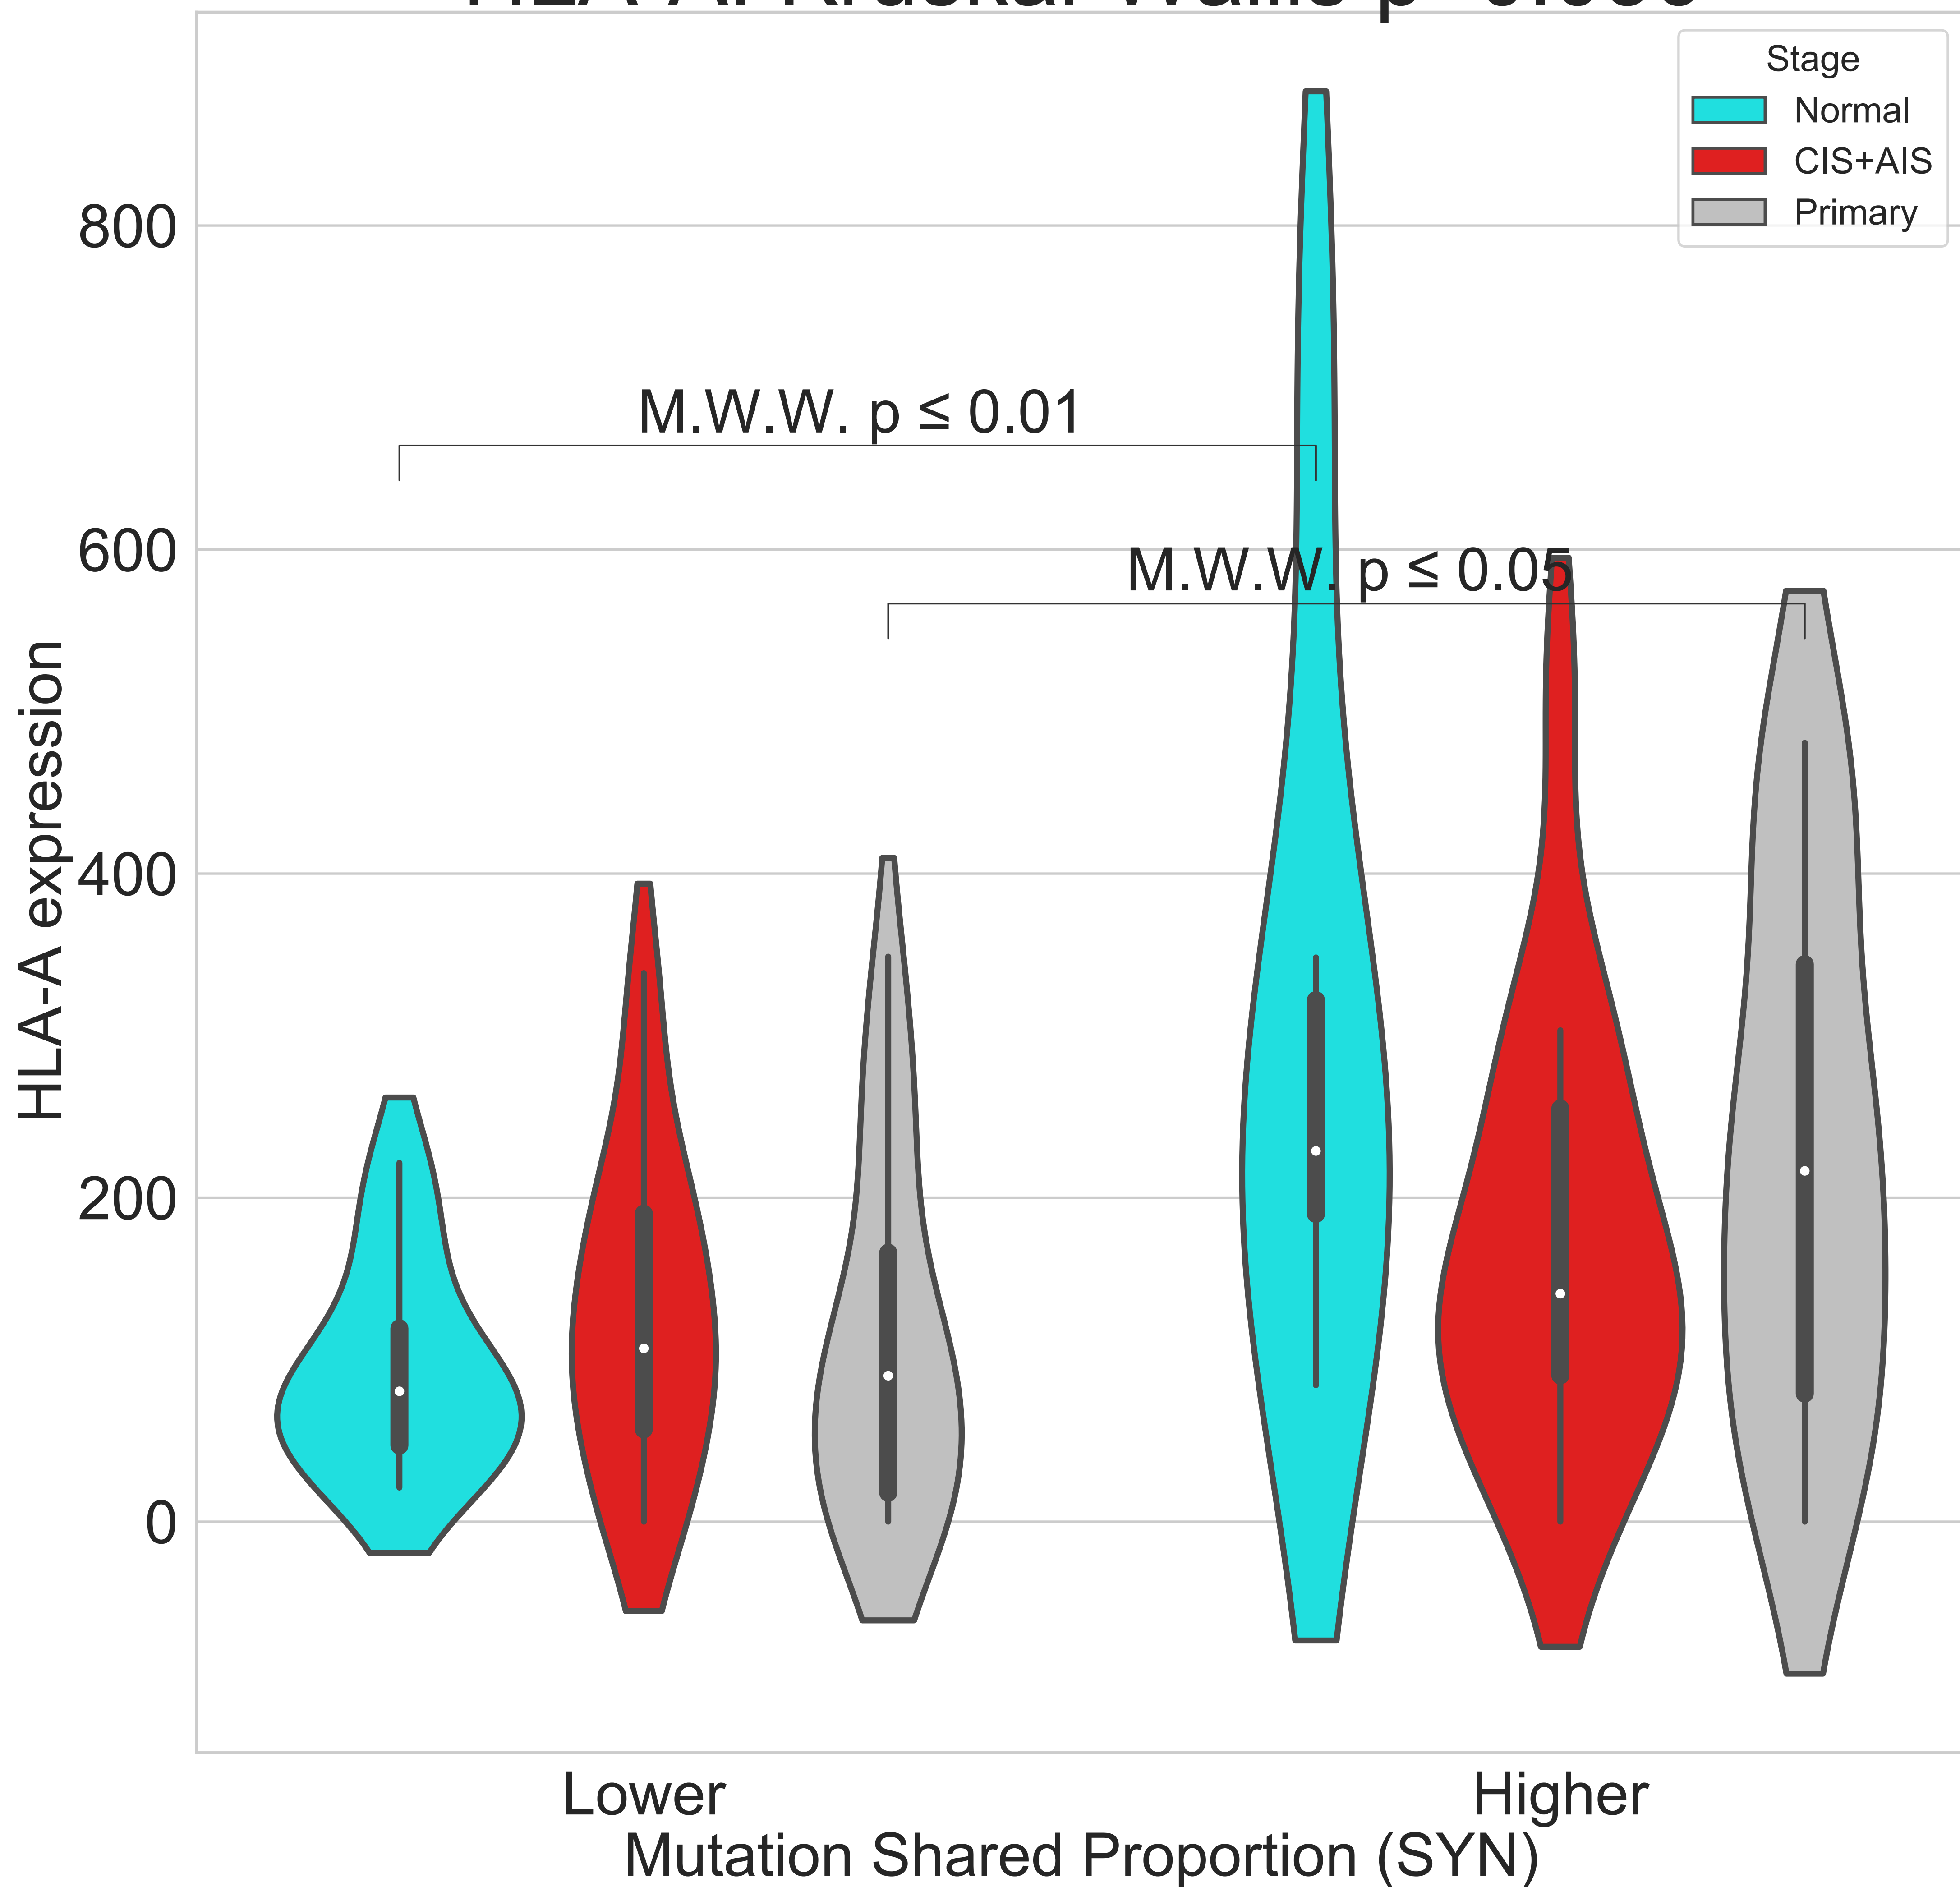 Stage
Normal
CIS+AIS
Primary
800
600
400
200
0
HLA-A expression
M.W.W. p ≤ 0.01
M.W.W. p ≤ 0.05
Lower
Higher
Mutation Shared Proportion (SYN)